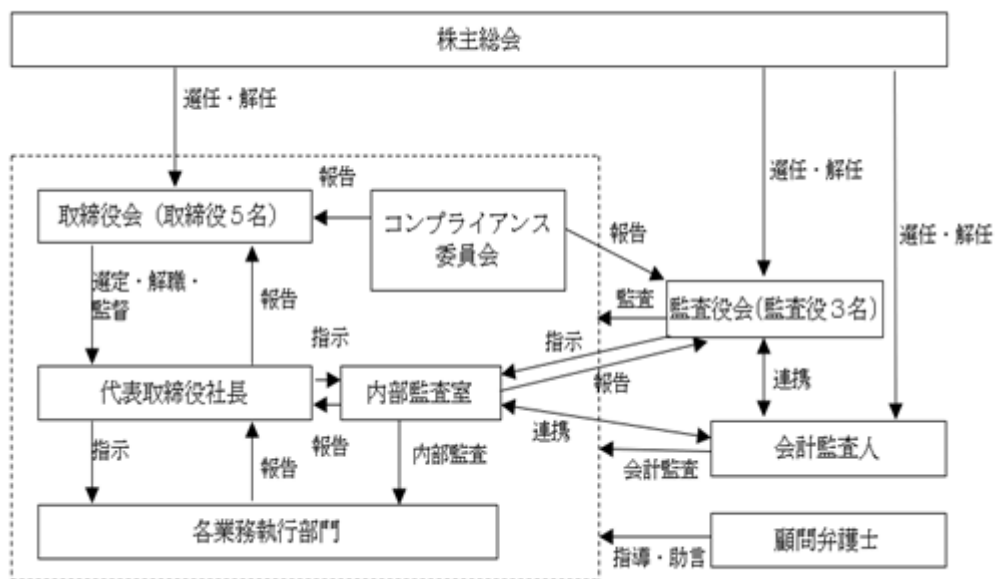 株主総会
選任・解任
選任・解任
選任・解任
報告
取締役会（取締役５名）
コンプライアンス
委員会
報告
選定・解職・
監督
報告
監査
監査役会(監査役３名)
指示
指示
報告
代表取締役社長
内部監査室
連携
報告
連携
指示
報告
内部監査
会計監査
会計監査人
各業務執行部門
顧問弁護士
指導・助言